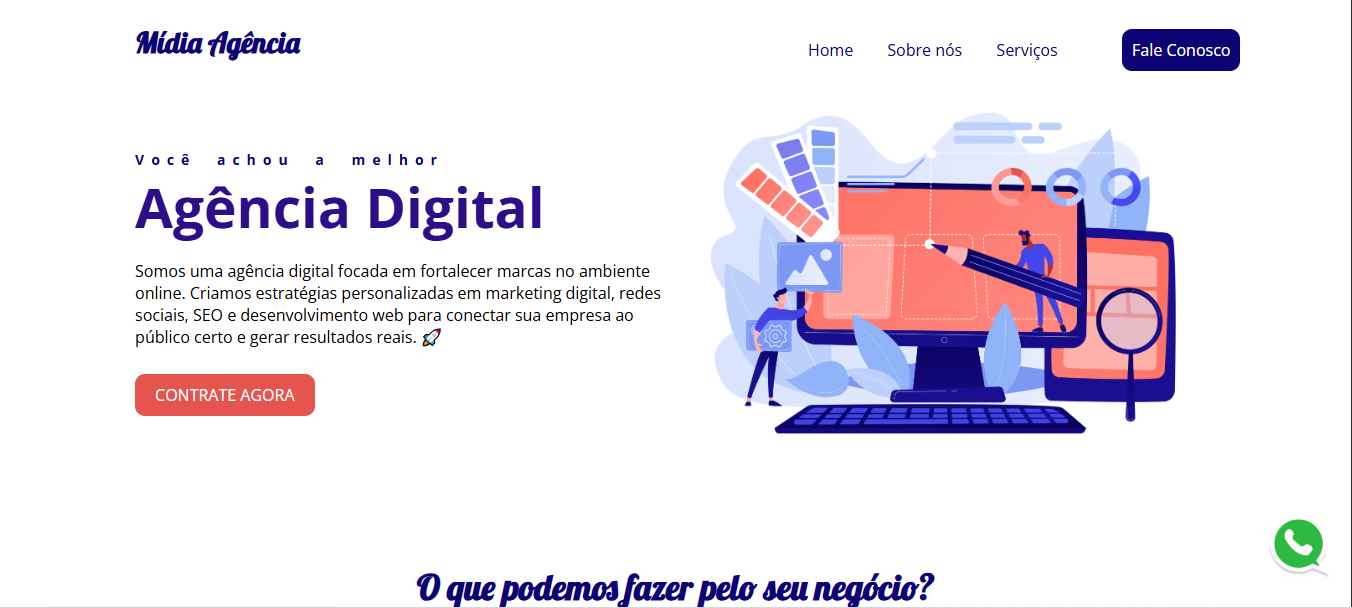 Mídia Agência
Home
Sobre nós
Serviços
Fale Conosco
Você achou a melhor
Agência Digital
Somos uma agência digital focada em fortalecer marcas no ambiente
online. Criamos estratégias personalizadas em marketing digital, redes
sociais, SEO e desenvolvimento web para conectar sua empresa ao
público certo e gerar resultados reais. 🚀
CONTRATE AGORA
O que podemos fazer pelo seu negócio?